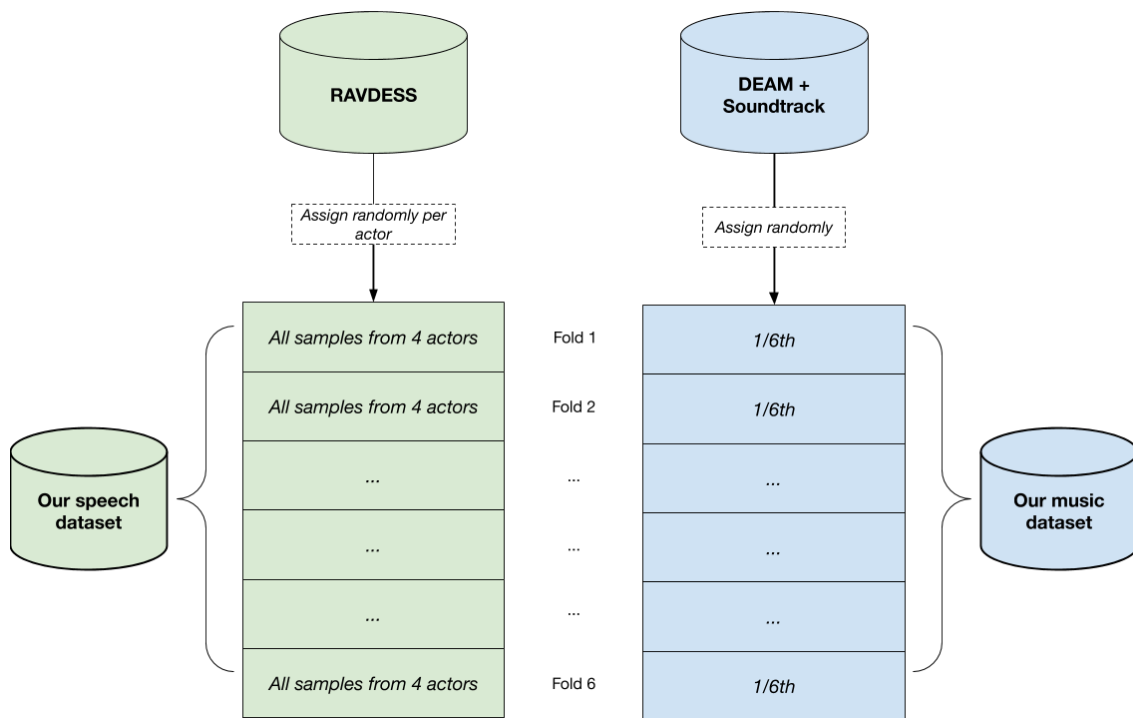 RAVDESS
DEAM +
Soundtrack
Assign randomly per
actor
Assign randomly
All samples from 4 actors
Fold 1
1/6th
All samples from 4 actors
Fold 2
1/6th
...
...
...
Our speech
dataset
...
...
...
Our music
dataset
...
...
...
All samples from 4 actors
Fold 6
1/6th